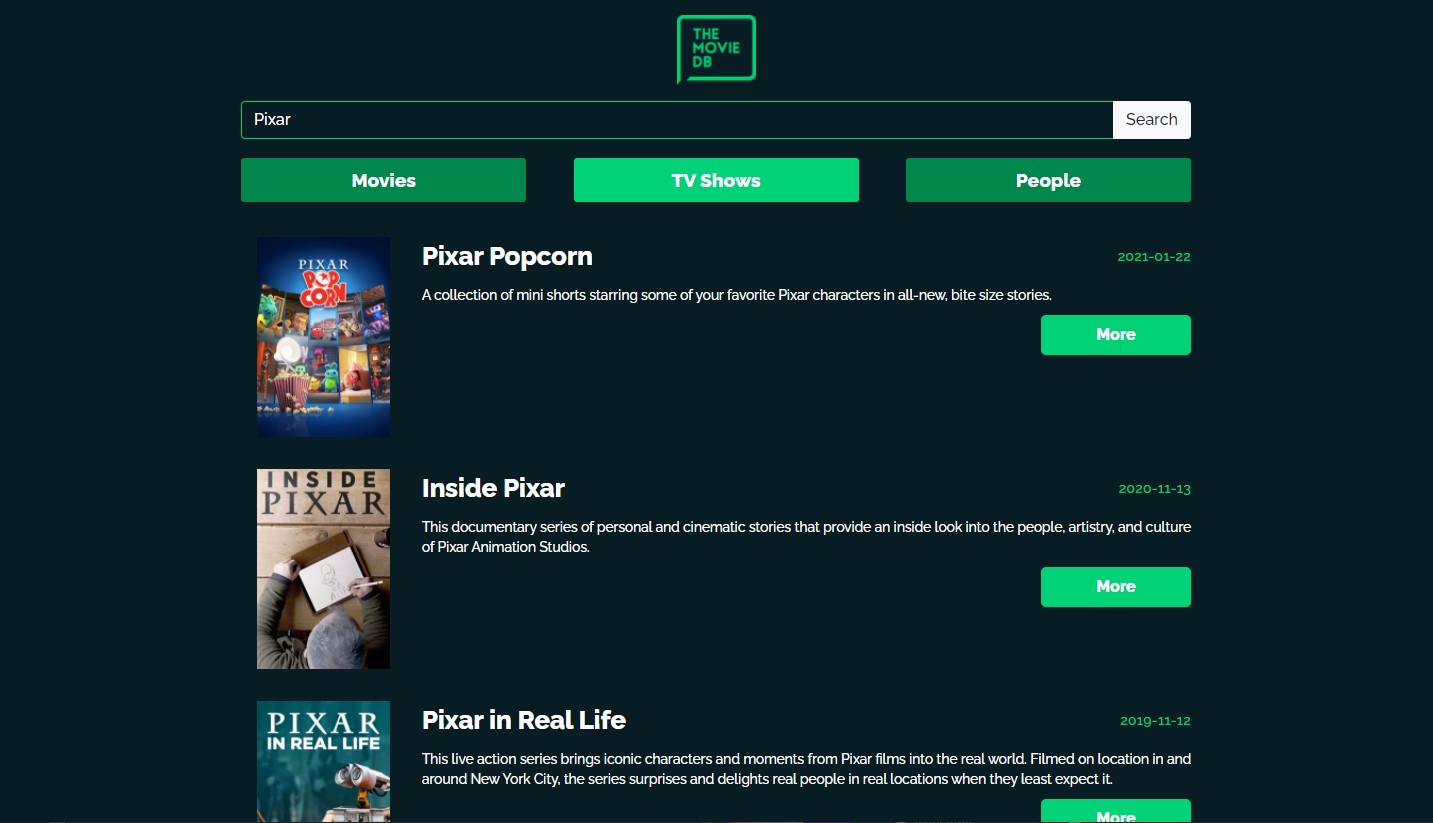 THE
MOVIE
DB
Pixar
Search
Movies
TV Shows
People
PIXAR
POP
CORN
Pixar Popcorn
2021-01-22
A collection of mini shorts starring some of your favorite Pixar characters in all-new, bite size stories.
More
INSIDE
PIXAR
Inside Pixar
2020-11-13
This documentary series of personal and cinematic stories that provide an inside look into the people, artistry, and culture
of Pixar Animation Studios.
More
PIXAR
IN REAL LIFE
Pixar in Real Life
2019-11-12
This live action series brings iconic characters and moments from Pixar films into the real world. Filmed on location in and
around New York City, the series surprises and delights real people in real locations when they least expect it.
More